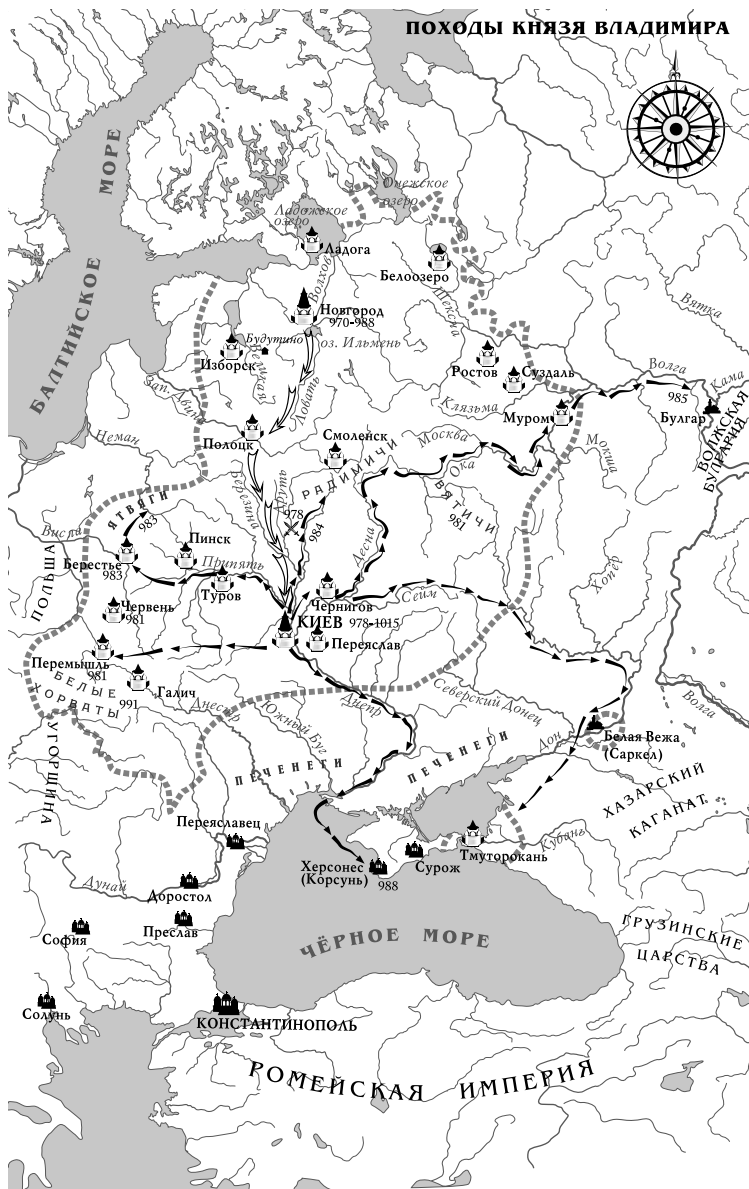 ПОХОДЫ КНЯЗЯ ВЛАДИМИРА
БАЛТИЙСКОЕ МОРЕ
Онежское
озеро
Ладожское
озеро
Ладога
Белоозеро
Волхов
Шексна
Новгород
970-988
Вятка
Будутино
оз. Ильмень
Изборск
Великая
Ростов
Суздаль
Волга
985
Кама
Зап. Двина
Ловать
Клязьма
Муром
Булгар
ВОЛЖСКАЯ
БУЛГАРИЯ
Полоцк
Неман
Смоленск
Москва
Ока
Мокша
Березина
Друть
РАДИМИЧИ
978
984
ВЯТИЧИ
981
ЯТВЯГИ
983
Висла
Пинск
Десна
Берестье
983
Припять
Туров
ПОЛЬША
Хопёр
Червень
981
Чернигов
Сейм
КИЕВ 978-1015
Переяслав
Перемышль
981
БЕЛЫЕ
ХОРВАТЫ
Галич
991
Днестр
Южный Буг
Днепр
Северский Донец
Волга
УГОРЩИНА
Дон
Белая Вежа
(Саркел)
ПЕЧЕНЕГИ
ПЕЧЕНЕГИ
ХАЗАРСКИЙ
КАГАНАТ
Переяславец
Кубань
Тмуторокань
Херсонес
(Корсунь)
988
Сурож
Дунай
Доростол
Преслав
София
ЧЁРНОЕ МОРЕ
ГРУЗИНСКИЕ
ЦАРСТВА
Солунь
КОНСТАНТИНОПОЛЬ
РОМЕЙСКАЯ ИМПЕРИЯ